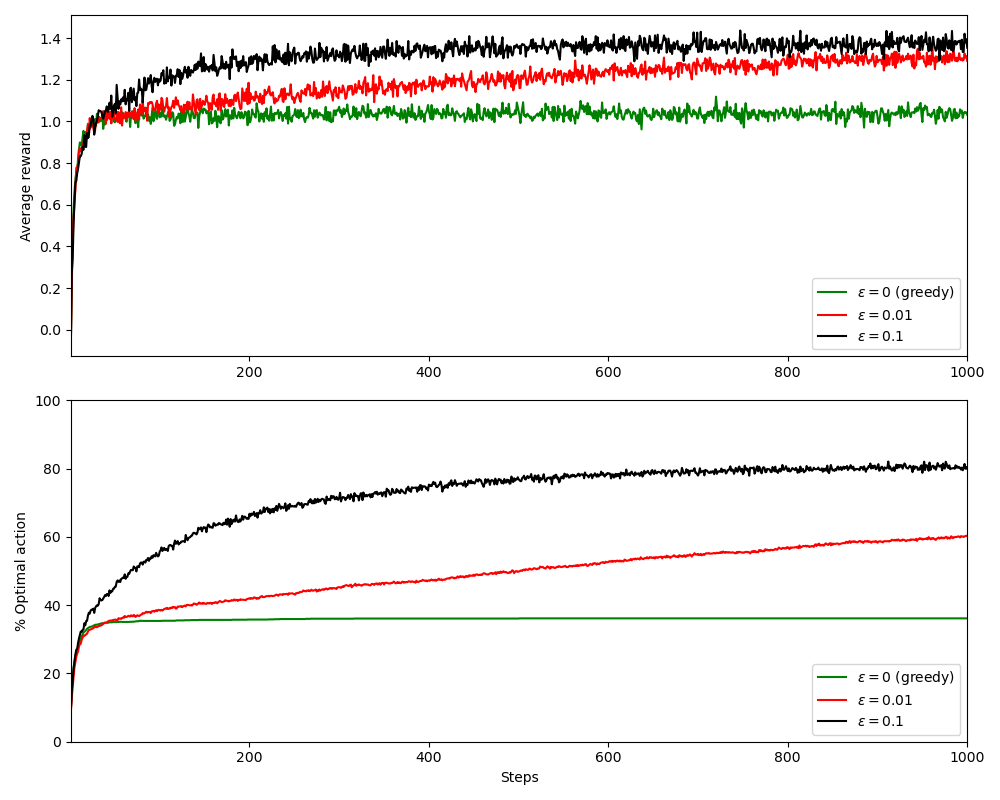 Average reward
1.4
1.2
1.0
0.8
0.6
0.4
0.2
0.0
ε = 0 (greedy)
ε = 0.01
ε = 0.1
200 400 600 800 1000
% Optimal action
100
80
60
40
20
0
ε = 0 (greedy)
ε = 0.01
ε = 0.1
200 400 600 800 1000
Steps